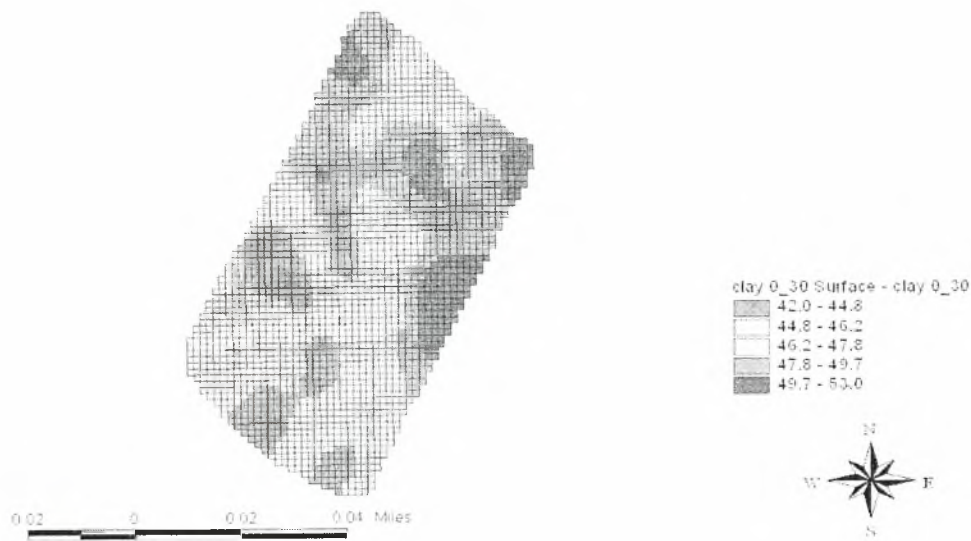 clay 0_30 Surface - clay 0_30
42.0 - 44.8
44.8 - 46.2
46.2 - 47.8
47.8 - 49.7
49.7 - 53.0
N
W E
S
0.02 0 0.02 0.04 Miles